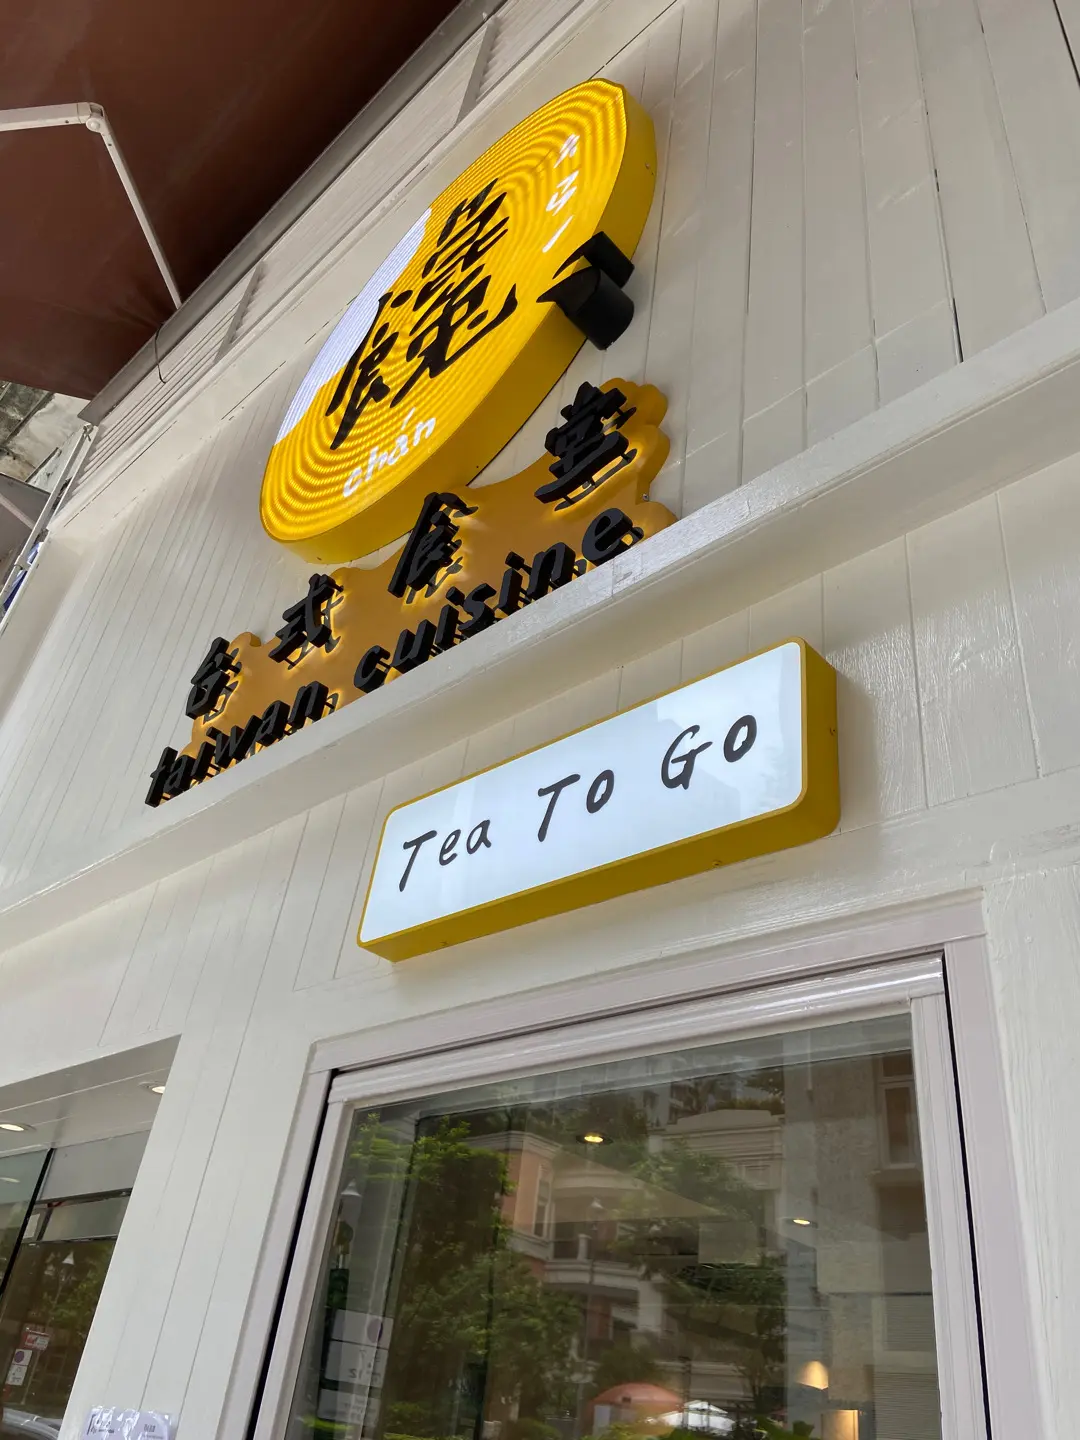 饞
chán
台式食堂
taiwan cuisine
Tea To Go